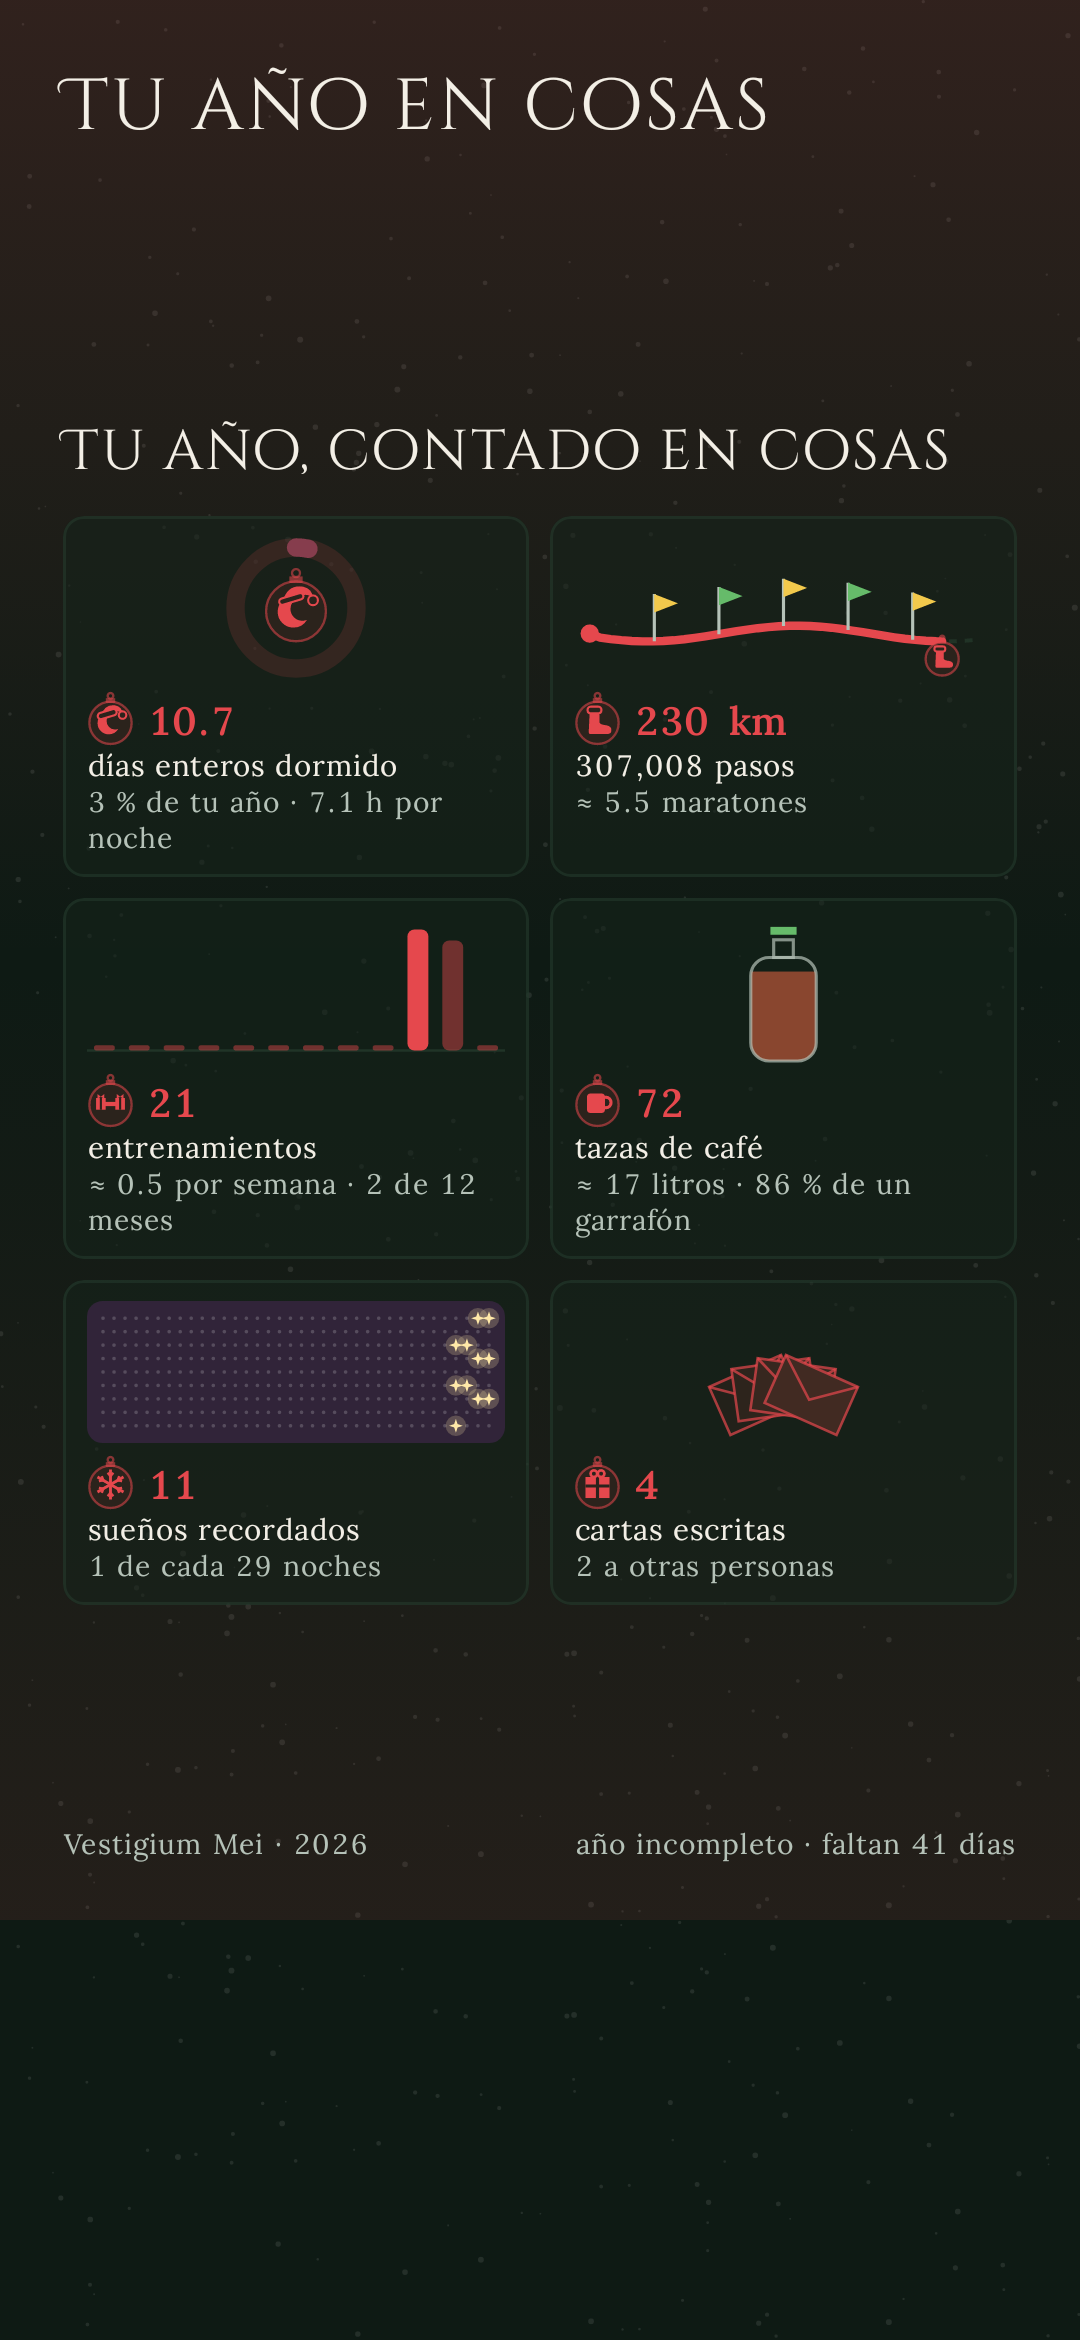 Tu año en cosas
Tu año, contado en cosas
10.7
días enteros dormido
3 % de tu año · 7.1 h por
noche
230 km
307,008 pasos
≈ 5.5 maratones
21
entrenamientos
≈ 0.5 por semana · 2 de 12
meses
72
tazas de café
≈ 17 litros · 86 % de un
garrafón
11
sueños recordados
1 de cada 29 noches
4
cartas escritas
2 a otras personas
Vestigium Mei · 2026
año incompleto · faltan 41 días